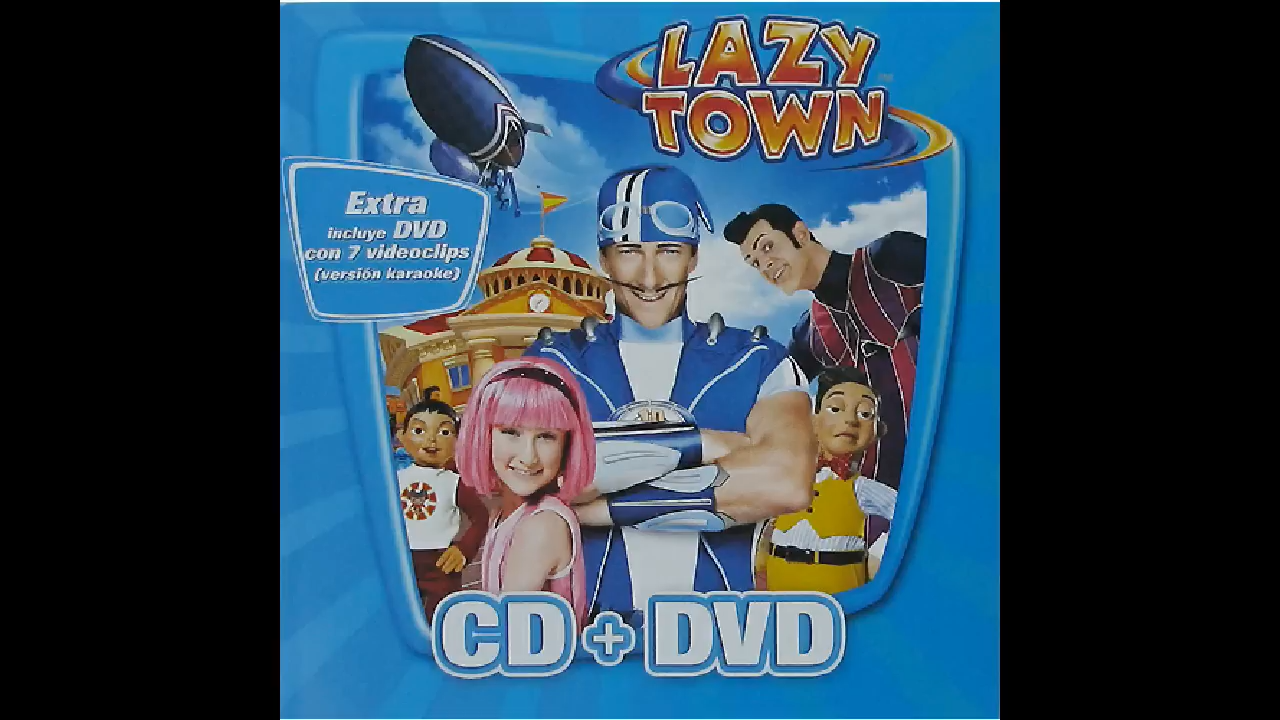 LAZY
TOWN
Extra
incluye DVD
con 7 videoclips
(versión karaoke)
CD + DVD